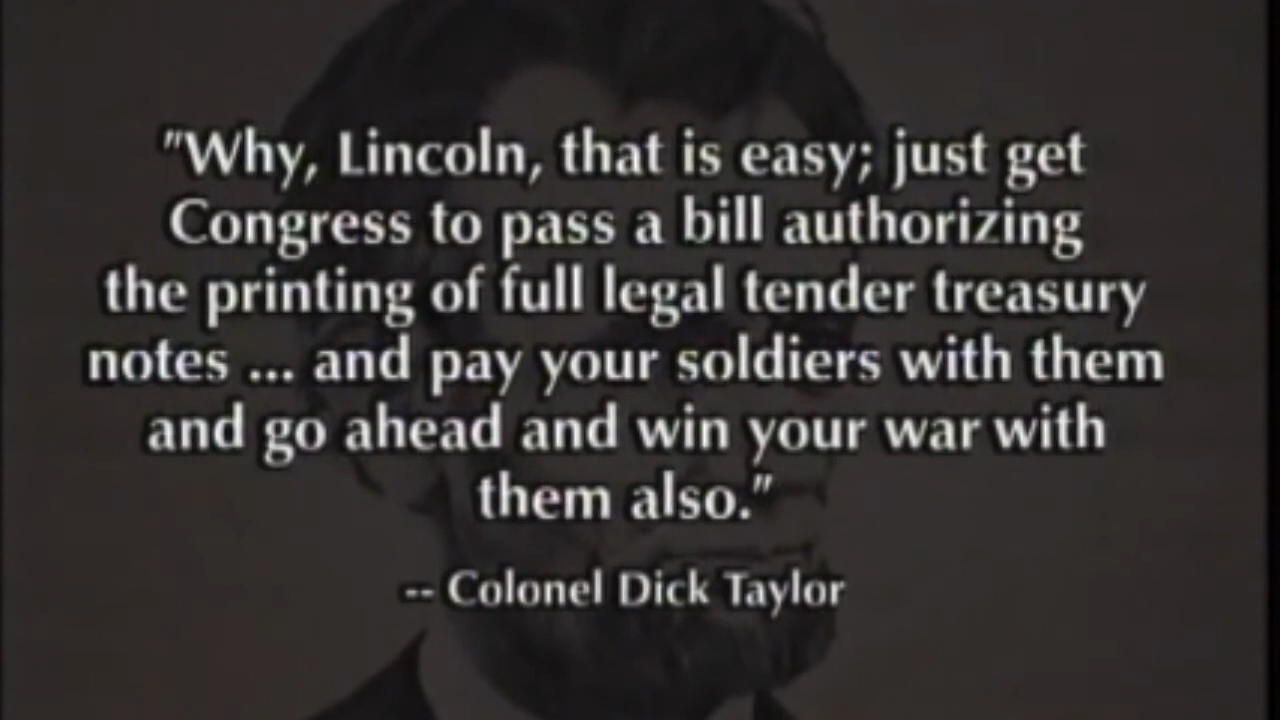 "Why, Lincoln, that is easy; just get
Congress to pass a bill authorizing
the printing of full legal tender treasury
notes ... and pay your soldiers with them
and go ahead and win your war with
them also."
-- Colonel Dick Taylor